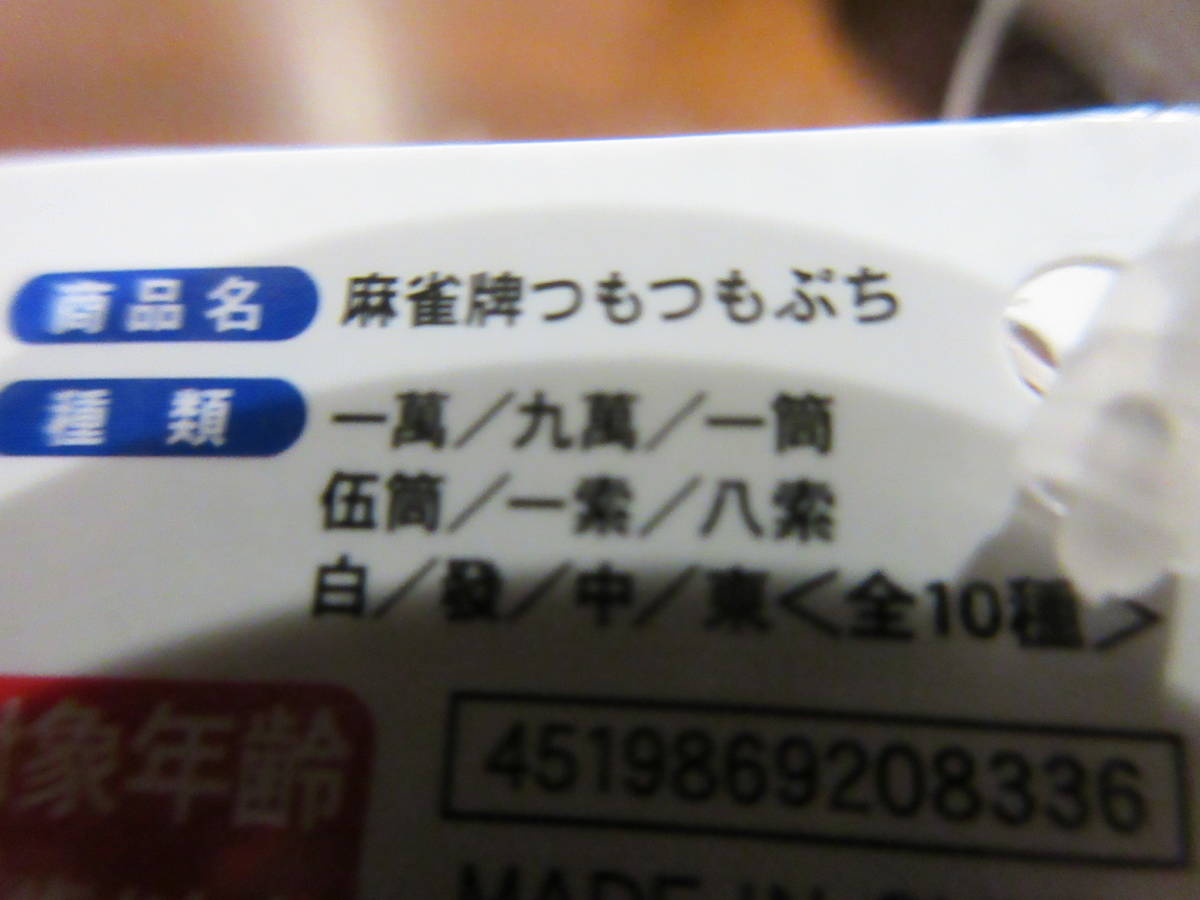 商品名 麻雀牌つもつもぷち
種類 一萬／九萬／一筒
伍筒／一索／八索
白／發／中／東＜全10種＞
対象年齢
4519869208336
MADE IN